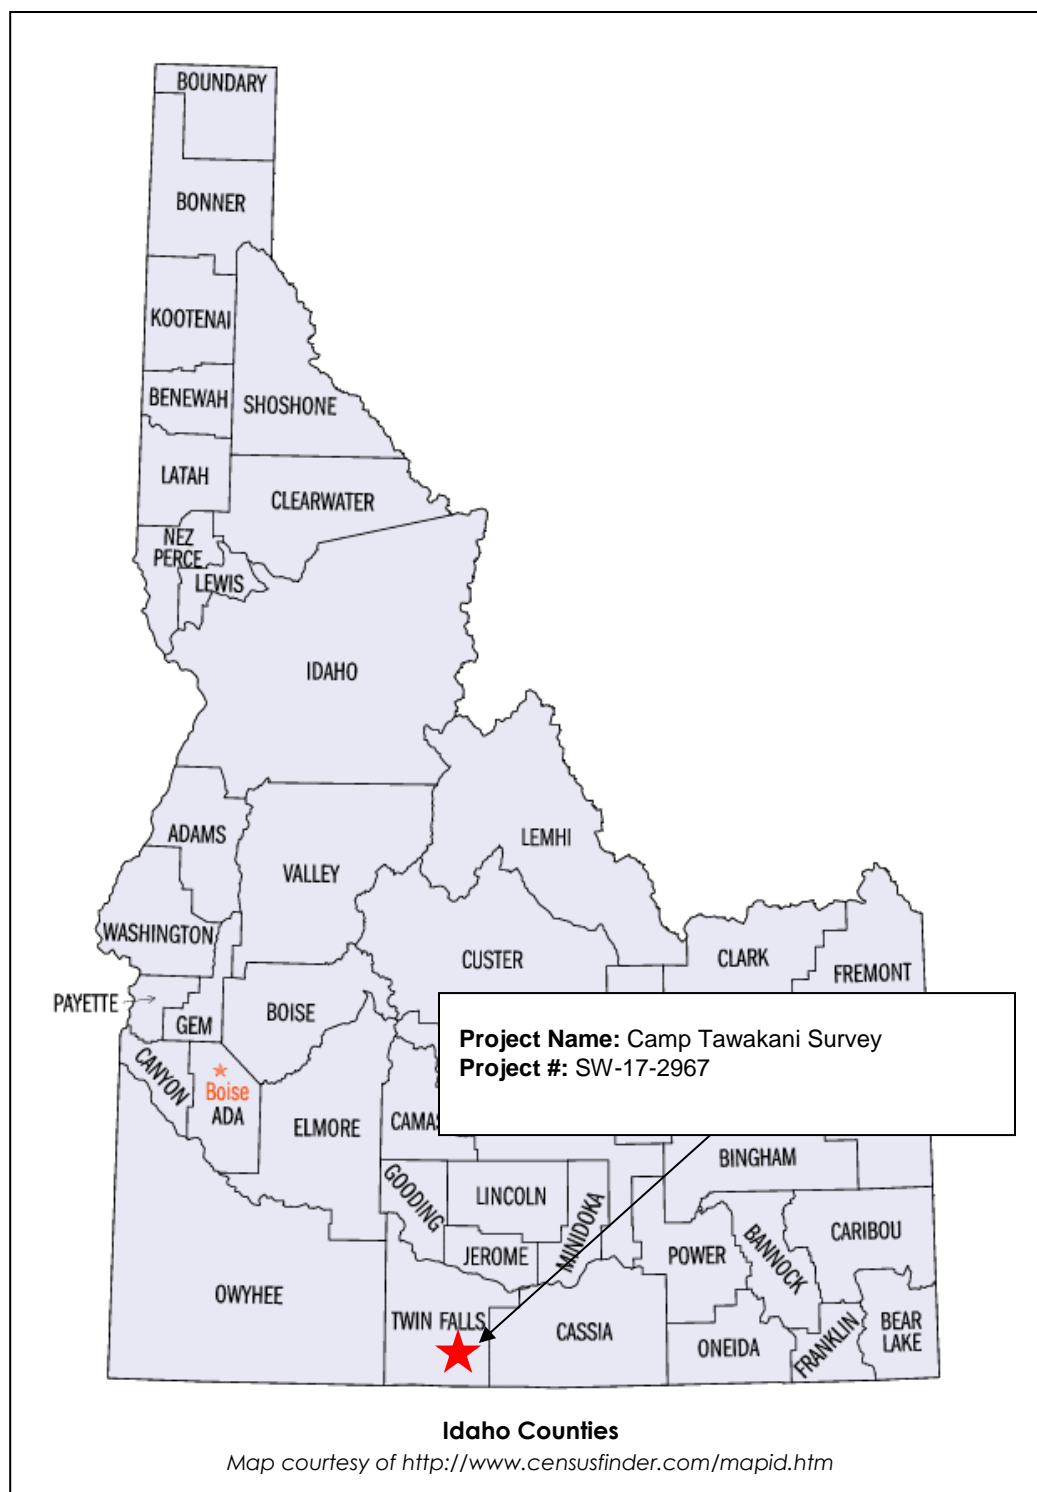 BOUNDARY
BONNER
KOOTENAI
BENEWAH
SHOSHONE
LATAH
CLEARWATER
NEZ
PERCE
LEWIS
IDAHO
ADAMS
LEMHI
VALLEY
WASHINGTON
CUSTER
CLARK
FREMONT
PAYETTE
GEM
BOISE
Project Name: Camp Tawakani Survey
Project #: SW-17-2967
CANYON
Boise
ADA
ELMORE
CAMAS
BINGHAM
GOODING
LINCOLN
MINIDOKA
JEROME
POWER
BANNOCK
CARIBOU
OWYHEE
TWIN FALLS
CASSIA
ONEIDA
FRANKLIN
BEAR
LAKE
Idaho Counties
Map courtesy of http://www.censusfinder.com/mapid.htm